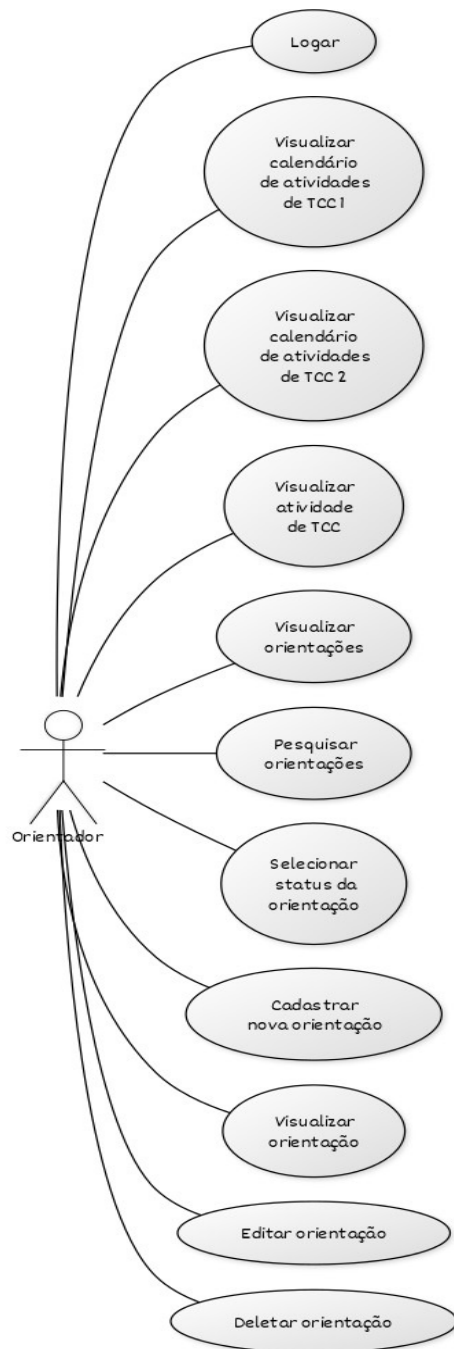 Logar
Visualizar
calendário
de atividades
de TCC 1
Visualizar
calendário
de atividades
de TCC 2
Visualizar
atividade
de TCC
Visualizar
orientações
Pesquisar
orientações
Orientador
Selecionar
status da
orientação
Cadastrar
nova orientação
Visualizar
orientação
Editar orientação
Deletar orientação